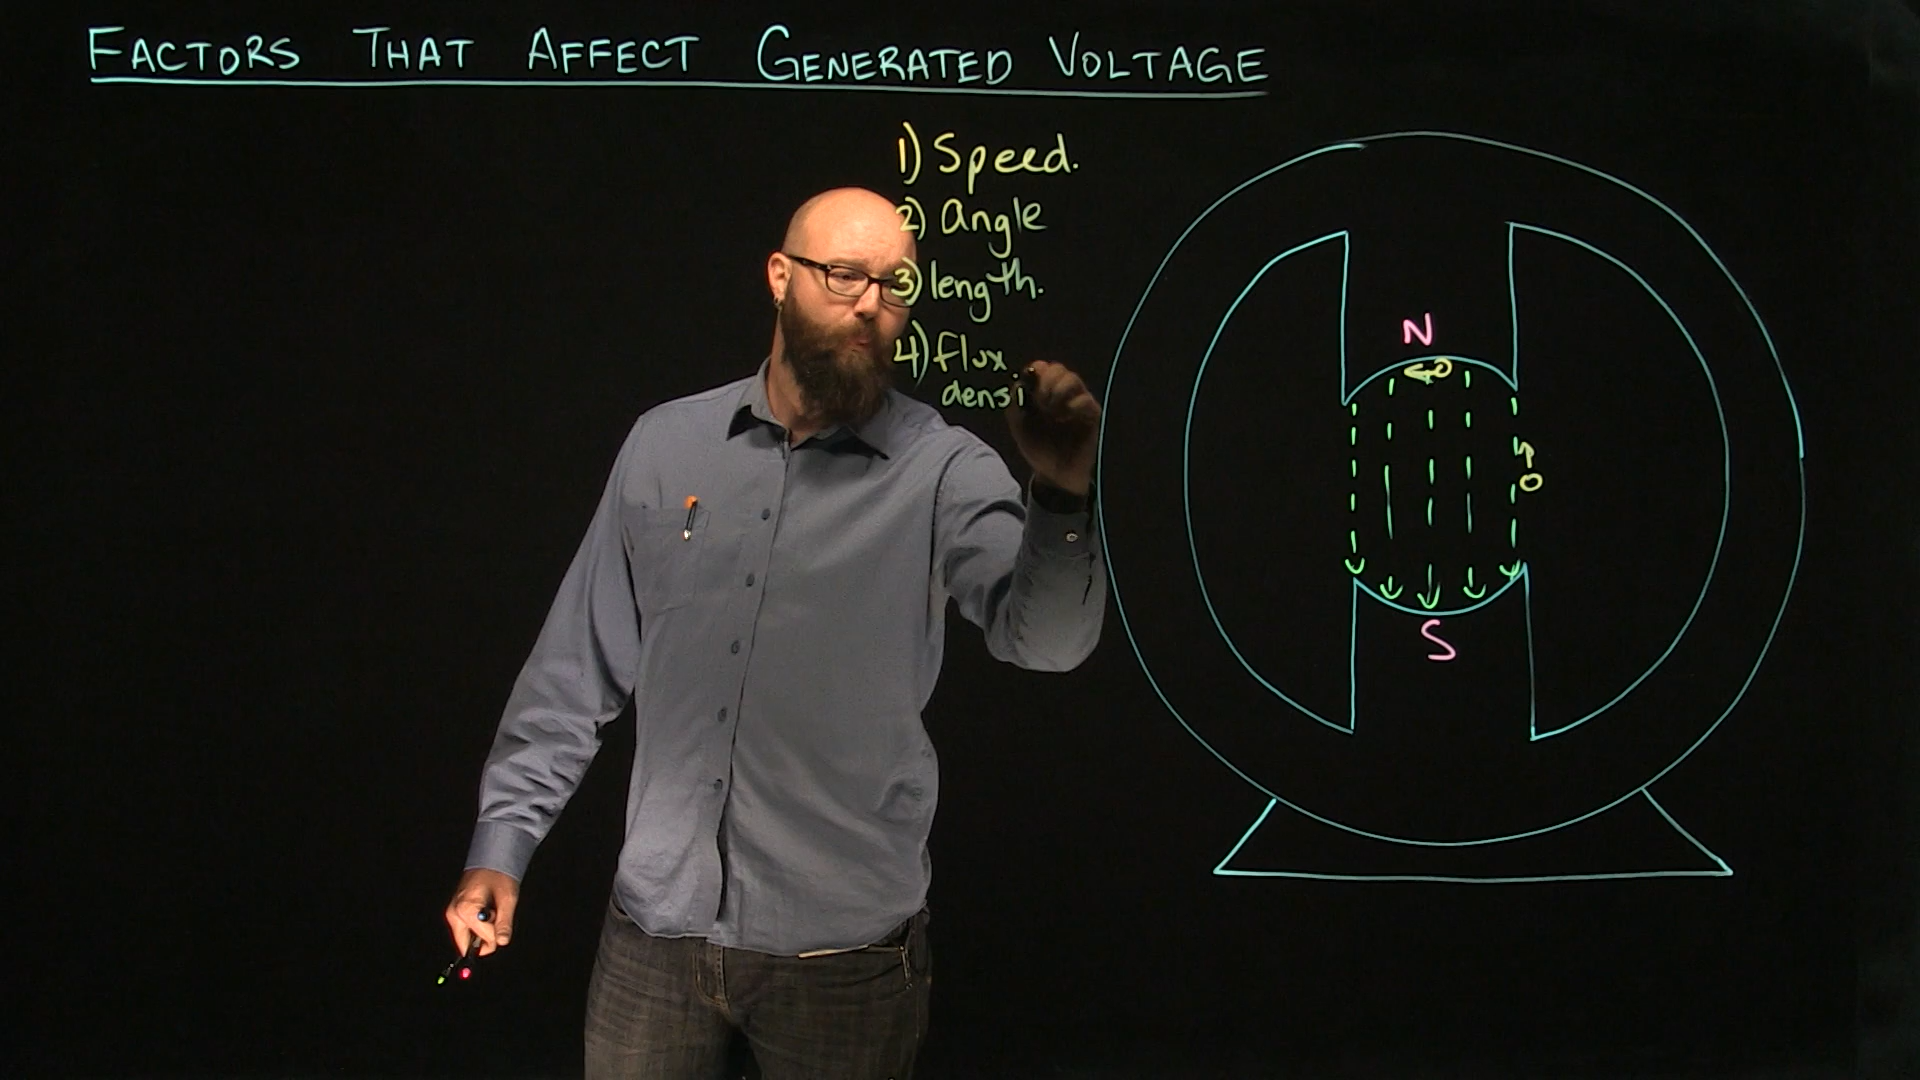 FACTORS THAT AFFECT GENERATED VOLTAGE
1) Speed.
2) Angle
3) length.
4) flux
densi
N
S